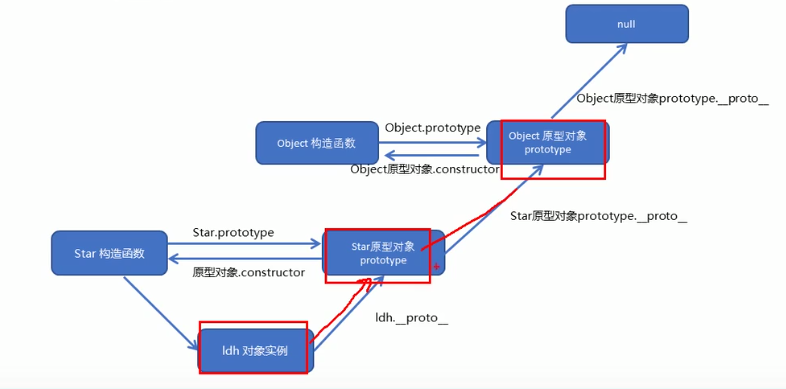 null
Object原型对象prototype.__proto__
Object.prototype
Object 构造函数
Object 原型对象
prototype
Object原型对象.constructor
Star原型对象prototype.__proto__
Star.prototype
Star 构造函数
Star原型对象
prototype
原型对象.constructor
ldh.__proto__
ldh 对象实例